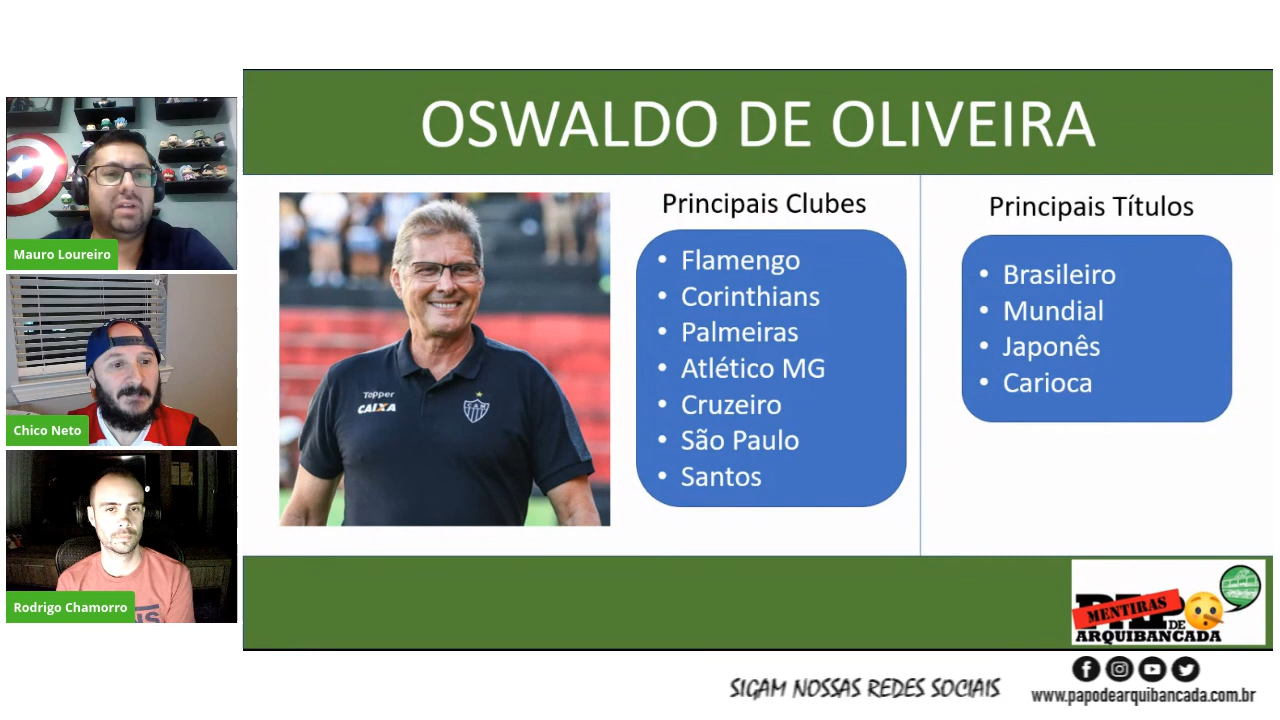 OSWALDO DE OLIVEIRA
Mauro Loureiro
Chico Neto
Rodrigo Chamorro
Topper
CAIXA
CAM
Principais Clubes
• Flamengo
• Corinthians
• Palmeiras
• Atlético MG
• Cruzeiro
• São Paulo
• Santos
Principais Títulos
• Brasileiro
• Mundial
• Japonês
• Carioca
MENTIRAS
DE
ARQUIBANCADA
SIGAM NOSSAS REDES SOCIAIS
www.papodearquibancada.com.br